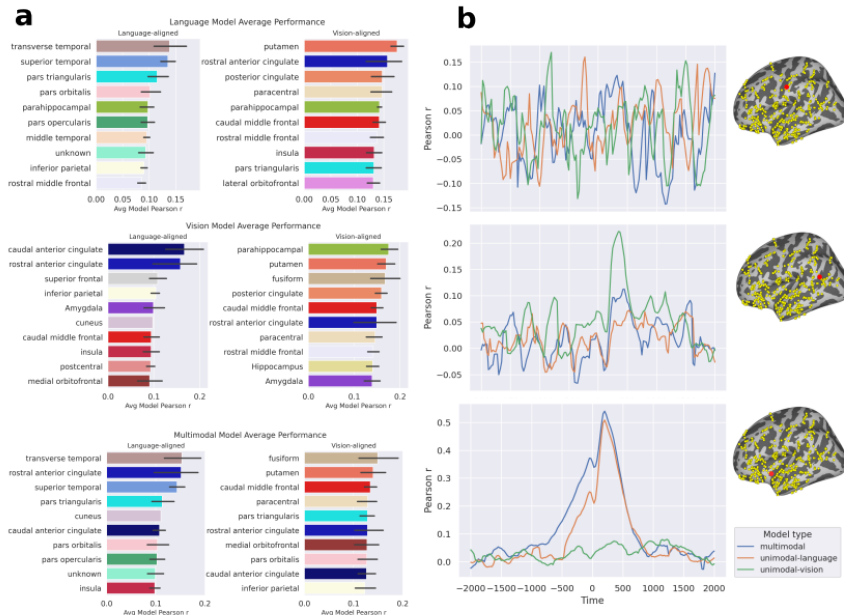 a
Language Model Average Performance
Language-aligned
transverse temporal
superior temporal
pars triangularis
pars orbitalis
parahippocampal
pars opercularis
middle temporal
unknown
inferior parietal
rostral middle frontal
0.00 0.05 0.10 0.15
Avg Model Pearson r
Vision-aligned
putamen
rostral anterior cingulate
posterior cingulate
paracentral
parahippocampal
caudal middle frontal
rostral middle frontal
insula
pars triangularis
lateral orbitofrontal
0.00 0.05 0.10 0.15
Avg Model Pearson r
Vision Model Average Performance
Language-aligned
caudal anterior cingulate
rostral anterior cingulate
superior frontal
inferior parietal
Amygdala
cuneus
caudal middle frontal
insula
postcentral
medial orbitofrontal
0.0 0.1 0.2
Avg Model Pearson r
Vision-aligned
parahippocampal
putamen
fusiform
posterior cingulate
caudal middle frontal
rostral anterior cingulate
paracentral
rostral middle frontal
Hippocampus
Amygdala
0.0 0.1 0.2
Avg Model Pearson r
Multimodal Model Average Performance
Language-aligned
transverse temporal
rostral anterior cingulate
superior temporal
pars triangularis
cuneus
caudal anterior cingulate
pars orbitalis
pars opercularis
unknown
insula
0.0 0.1 0.2
Avg Model Pearson r
Vision-aligned
fusiform
putamen
caudal middle frontal
paracentral
pars triangularis
rostral anterior cingulate
medial orbitofrontal
pars orbitalis
caudal anterior cingulate
inferior parietal
0.0 0.1 0.2
Avg Model Pearson r
b
Pearson r
0.15
0.10
0.05
0.00
−0.05
−0.10
−0.15
Pearson r
0.20
0.15
0.10
0.05
0.00
−0.05
Pearson r
0.5
0.4
0.3
0.2
0.1
0.0
−2000 −1500 −1000 −500 0 500 1000 1500 2000
Time
Model type
multimodal
unimodal-language
unimodal-vision